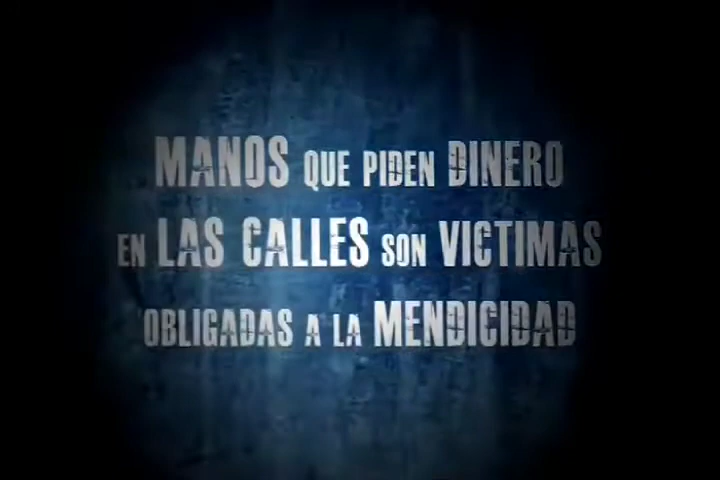 MANOS QUE PIDEN DINERO
EN LAS CALLES SON VICTIMAS
OBLIGADAS A LA MENDICIDAD